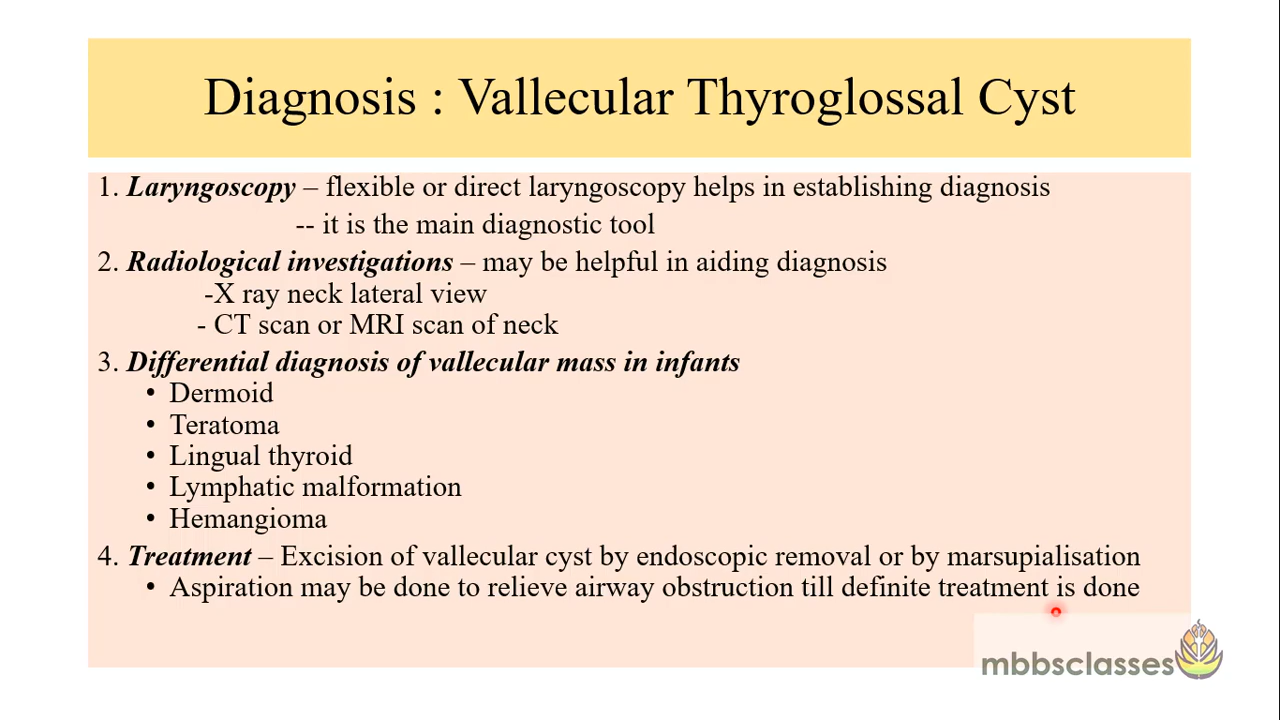 Diagnosis : Vallecular Thyroglossal Cyst
1. Laryngoscopy – flexible or direct laryngoscopy helps in establishing diagnosis
-- it is the main diagnostic tool
2. Radiological investigations – may be helpful in aiding diagnosis
-X ray neck lateral view
- CT scan or MRI scan of neck
3. Differential diagnosis of vallecular mass in infants
• Dermoid
• Teratoma
• Lingual thyroid
• Lymphatic malformation
• Hemangioma
4. Treatment – Excision of vallecular cyst by endoscopic removal or by marsupialisation
• Aspiration may be done to relieve airway obstruction till definite treatment is done
mbbsclasses